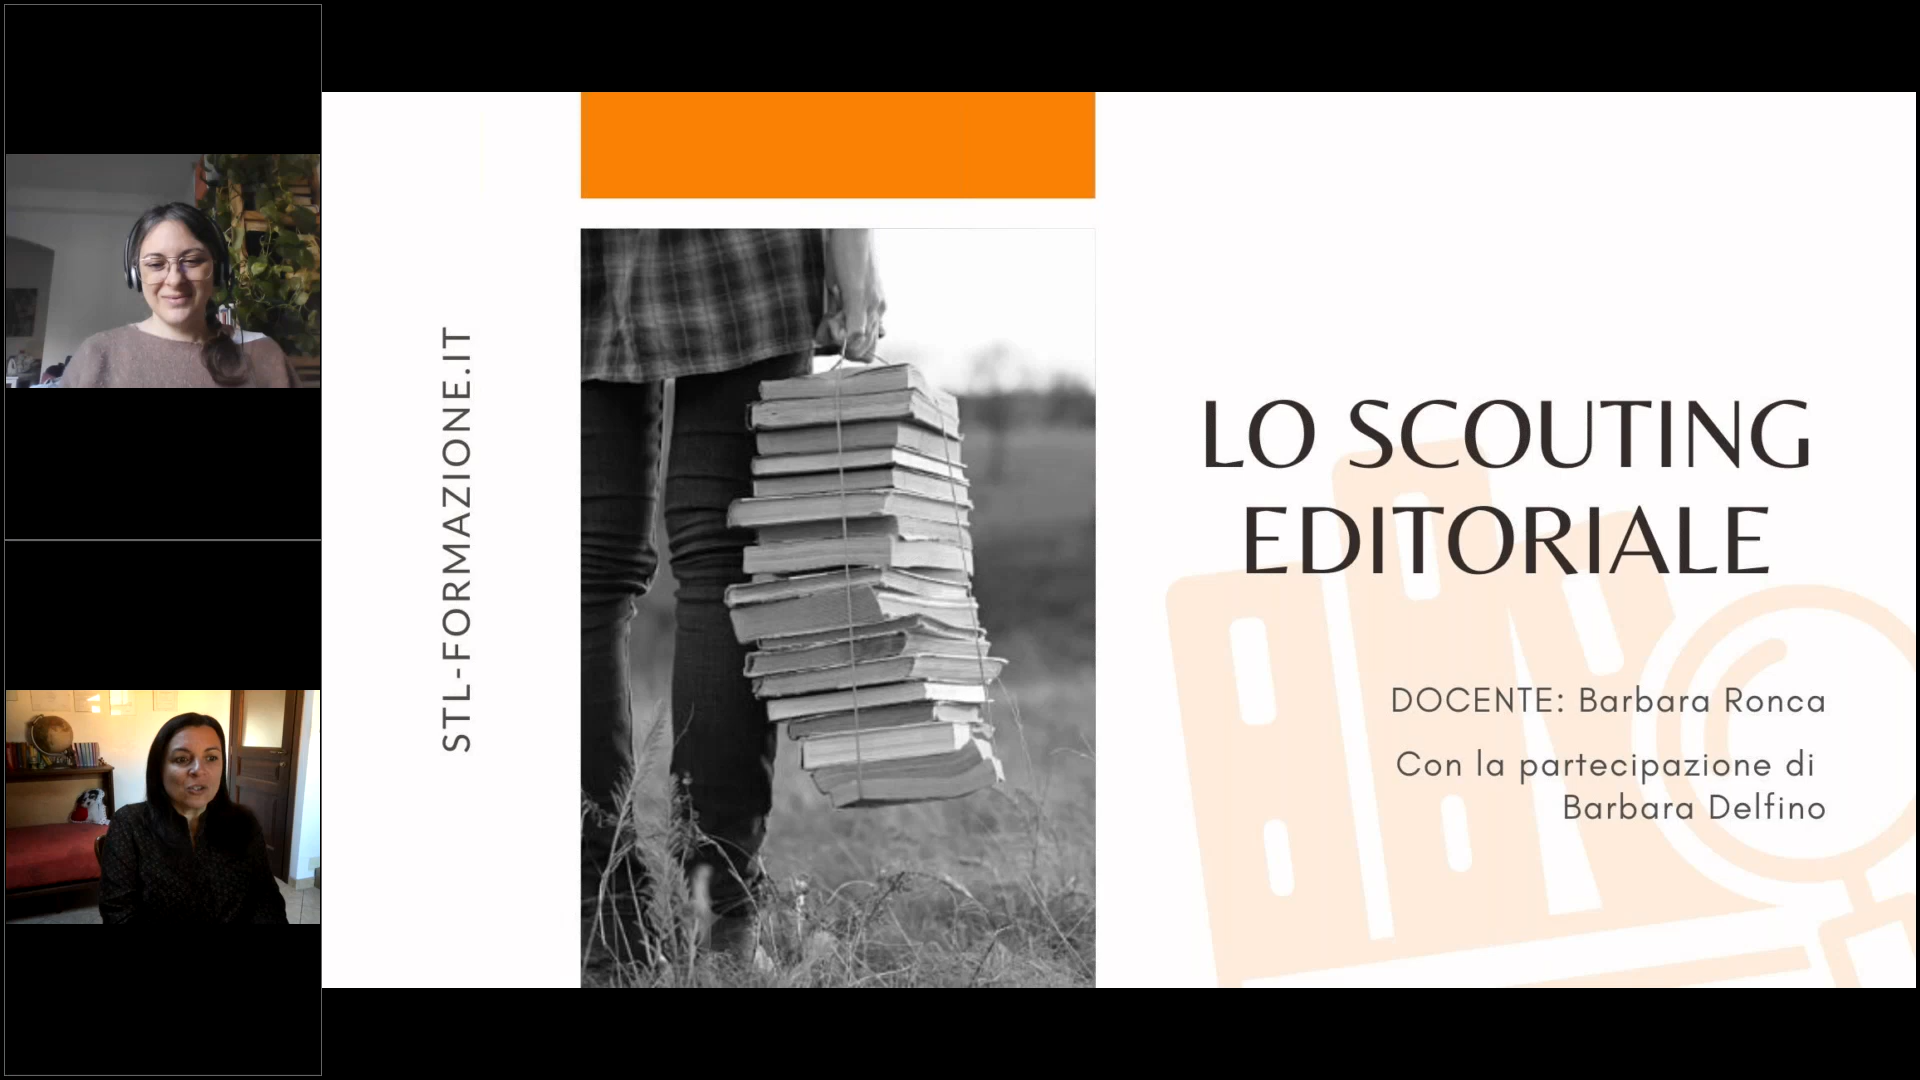 STL-FORMAZIONE.IT
LO SCOUTING
EDITORIALE
DOCENTE: Barbara Ronca
Con la partecipazione di
Barbara Delfino